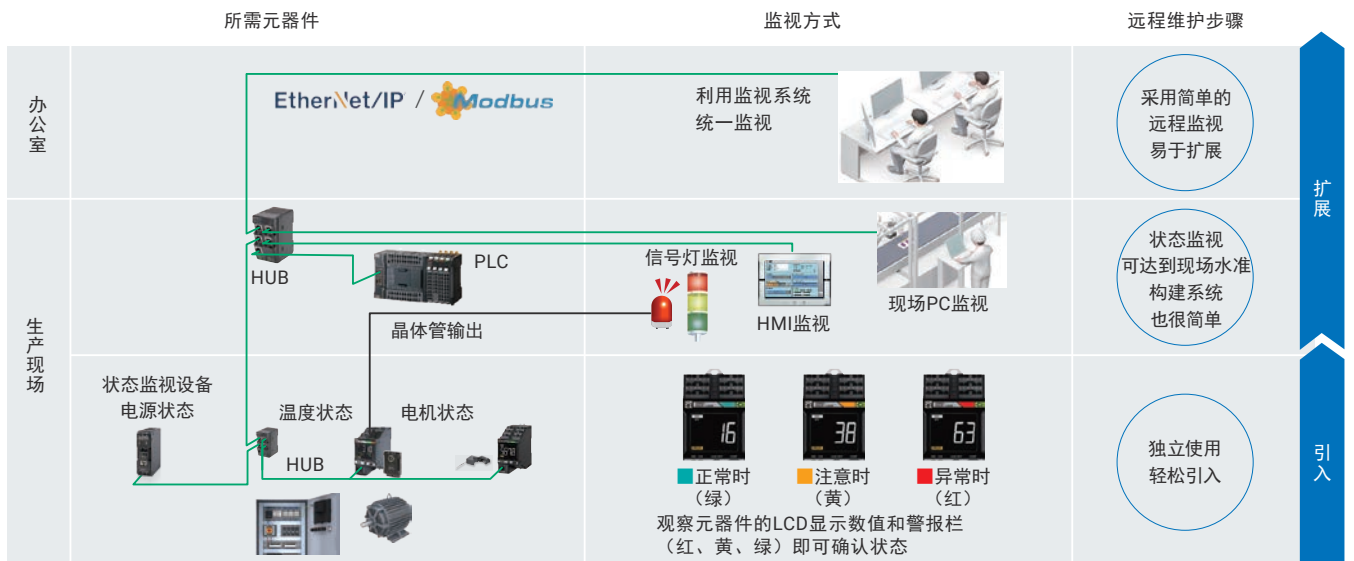 所需元器件
监视方式
远程维护步骤
办公室
EtherNet/IP / Modbus
利用监视系统
统一监视
采用简单的
远程监视
易于扩展
扩展
生产现场
HUB
PLC
晶体管输出
信号灯监视
HMI监视
现场PC监视
状态监视
可达到现场水准
构建系统
也很简单
状态监视设备
电源状态
温度状态
电机状态
HUB
16
38
63
正常时
（绿）
注意时
（黄）
异常时
（红）
观察元器件的LCD显示数值和警报栏
（红、黄、绿）即可确认状态
独立使用
轻松引入
引入